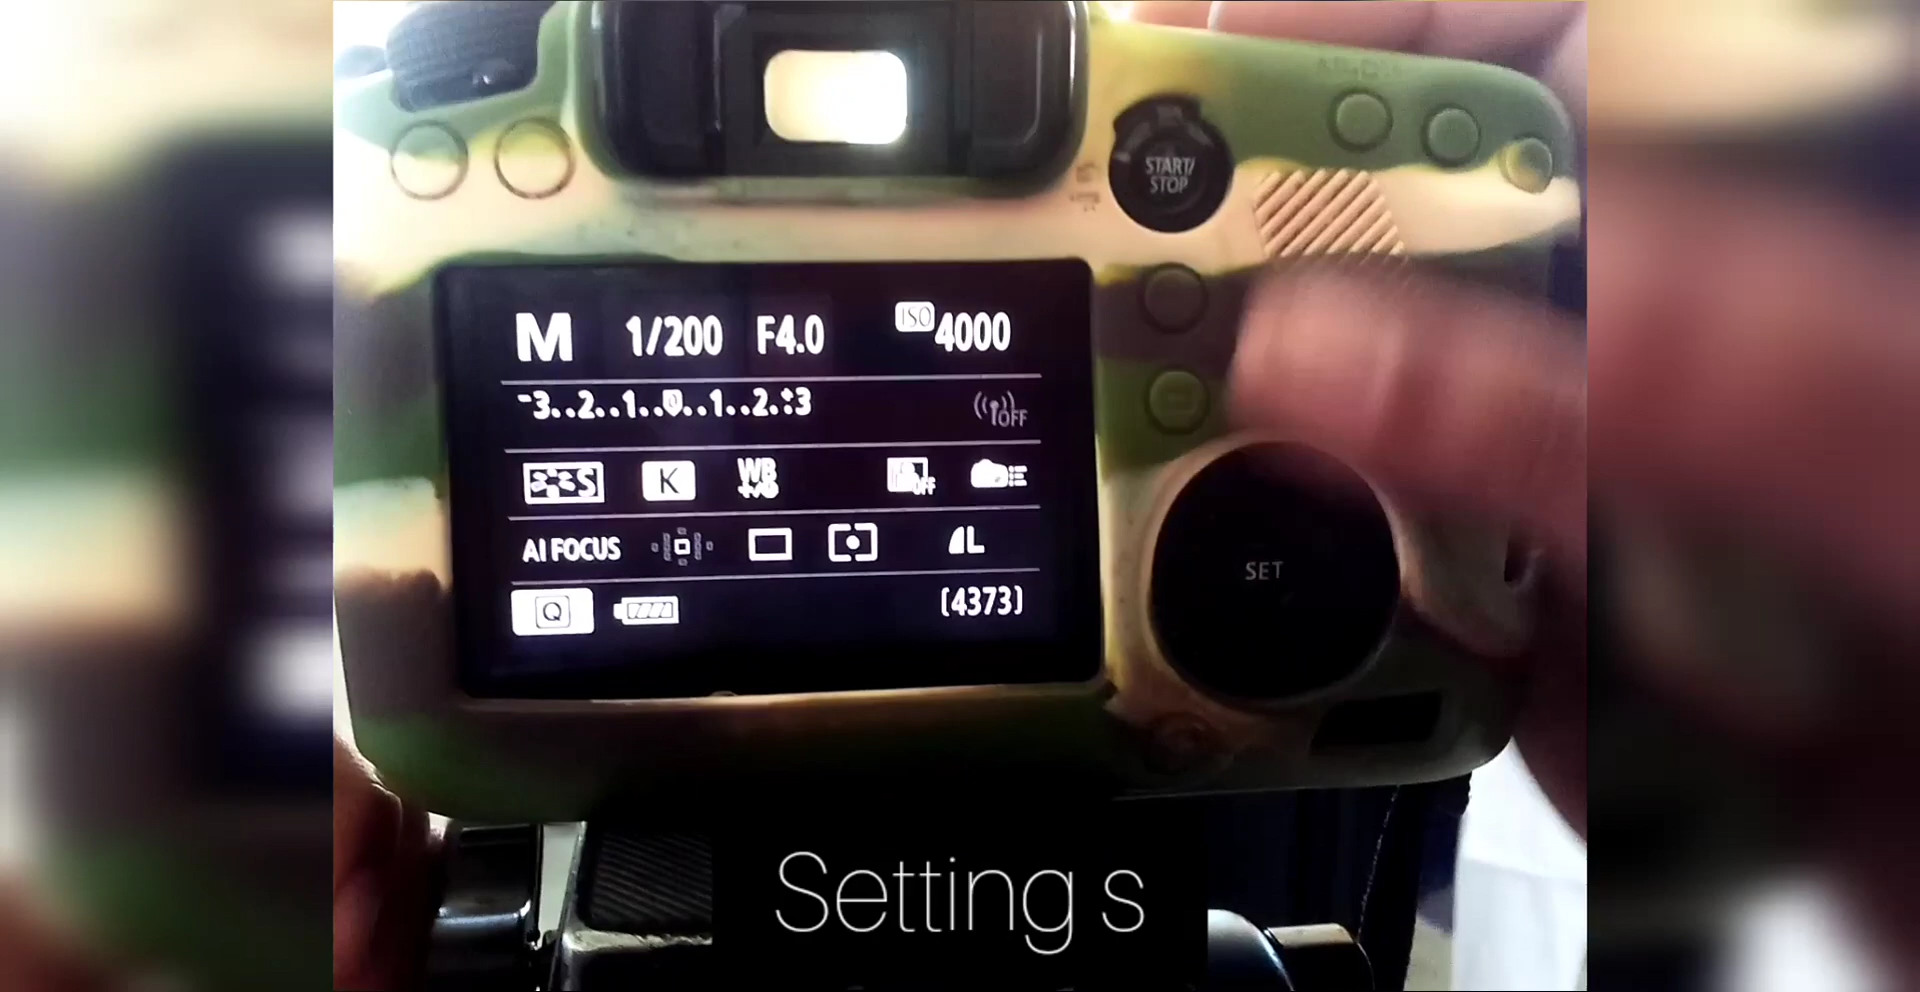 START/
STOP
M 1/200 F4.0 ISO 4000
-3..2..1..0..1..2.:+3
OFF
S K WB +/- OFF
AI FOCUS L
Q [4373]
SET
Setting s